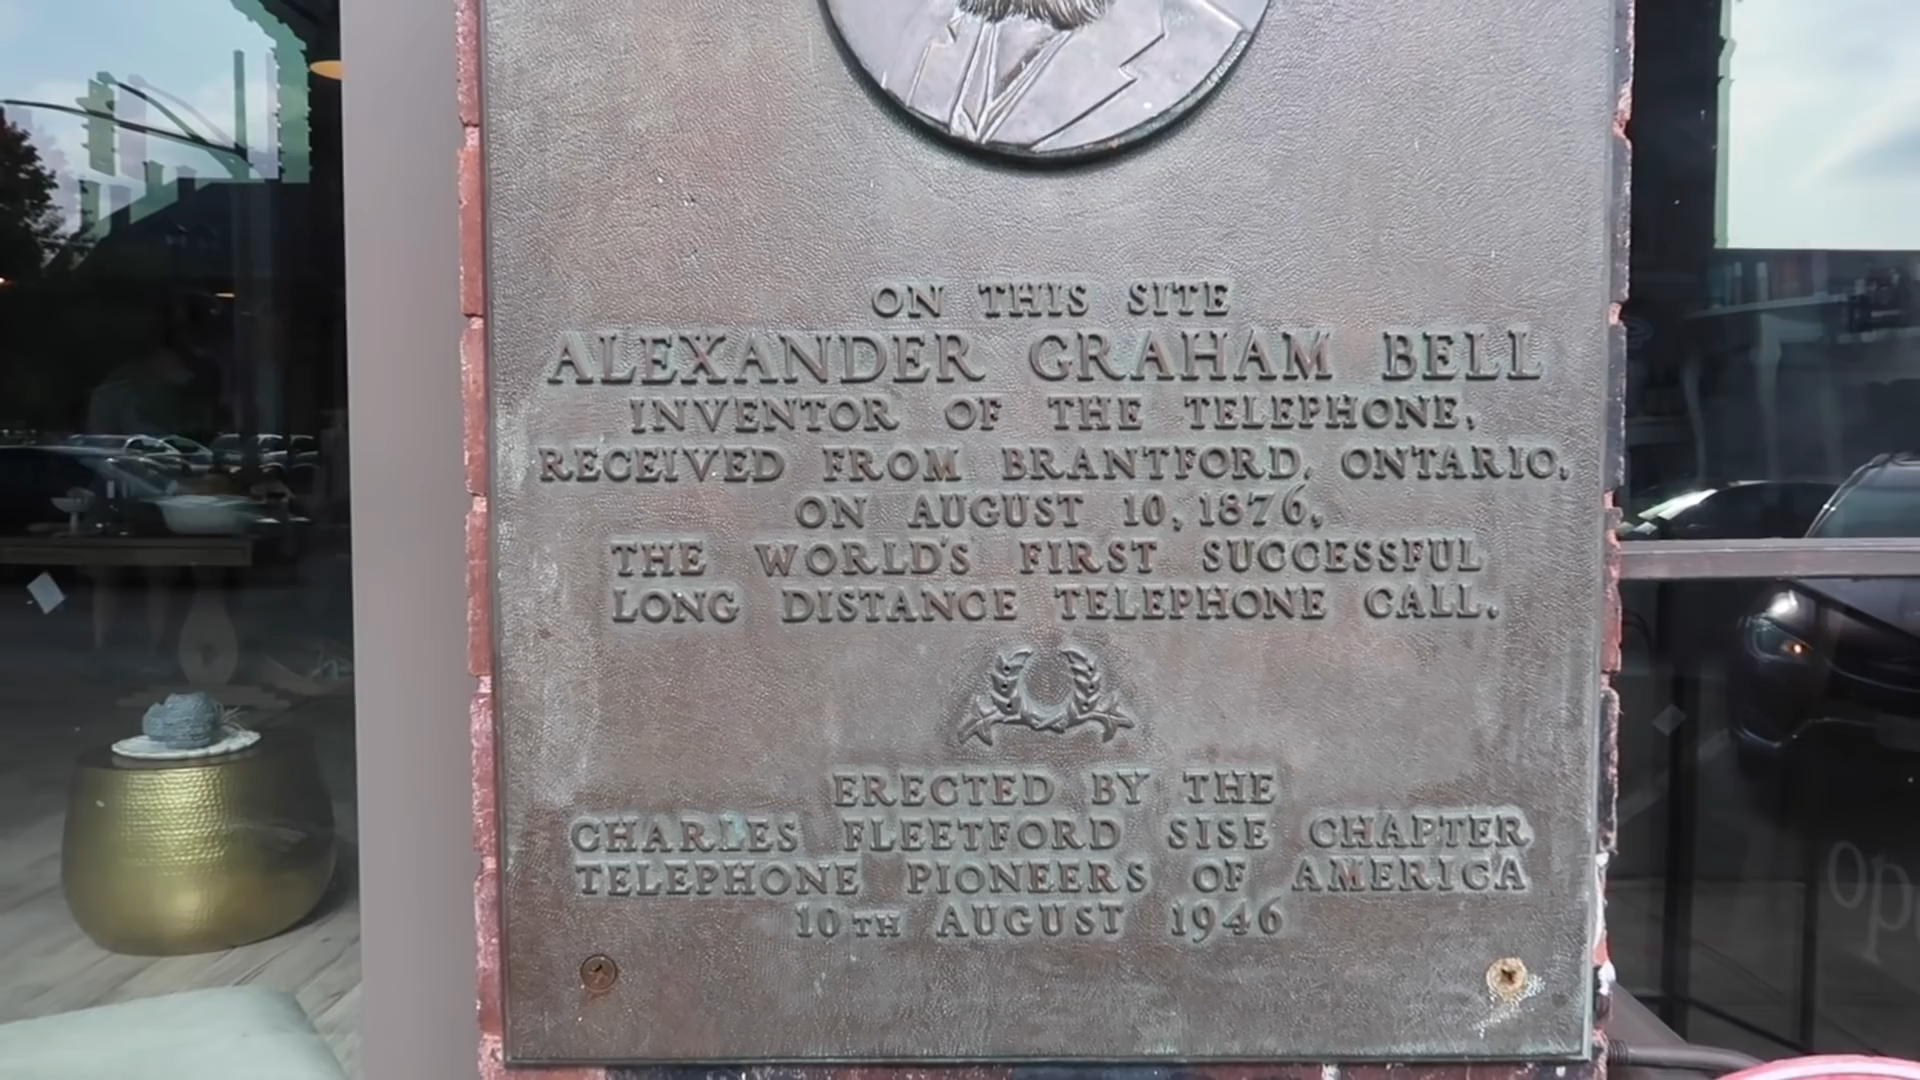 ON THIS SITE
ALEXANDER GRAHAM BELL
INVENTOR OF THE TELEPHONE,
RECEIVED FROM BRANTFORD, ONTARIO,
ON AUGUST 10, 1876,
THE WORLD'S FIRST SUCCESSFUL
LONG DISTANCE TELEPHONE CALL.
ERECTED BY THE
CHARLES FLEETFORD SISE CHAPTER
TELEPHONE PIONEERS OF AMERICA
10TH AUGUST 1946